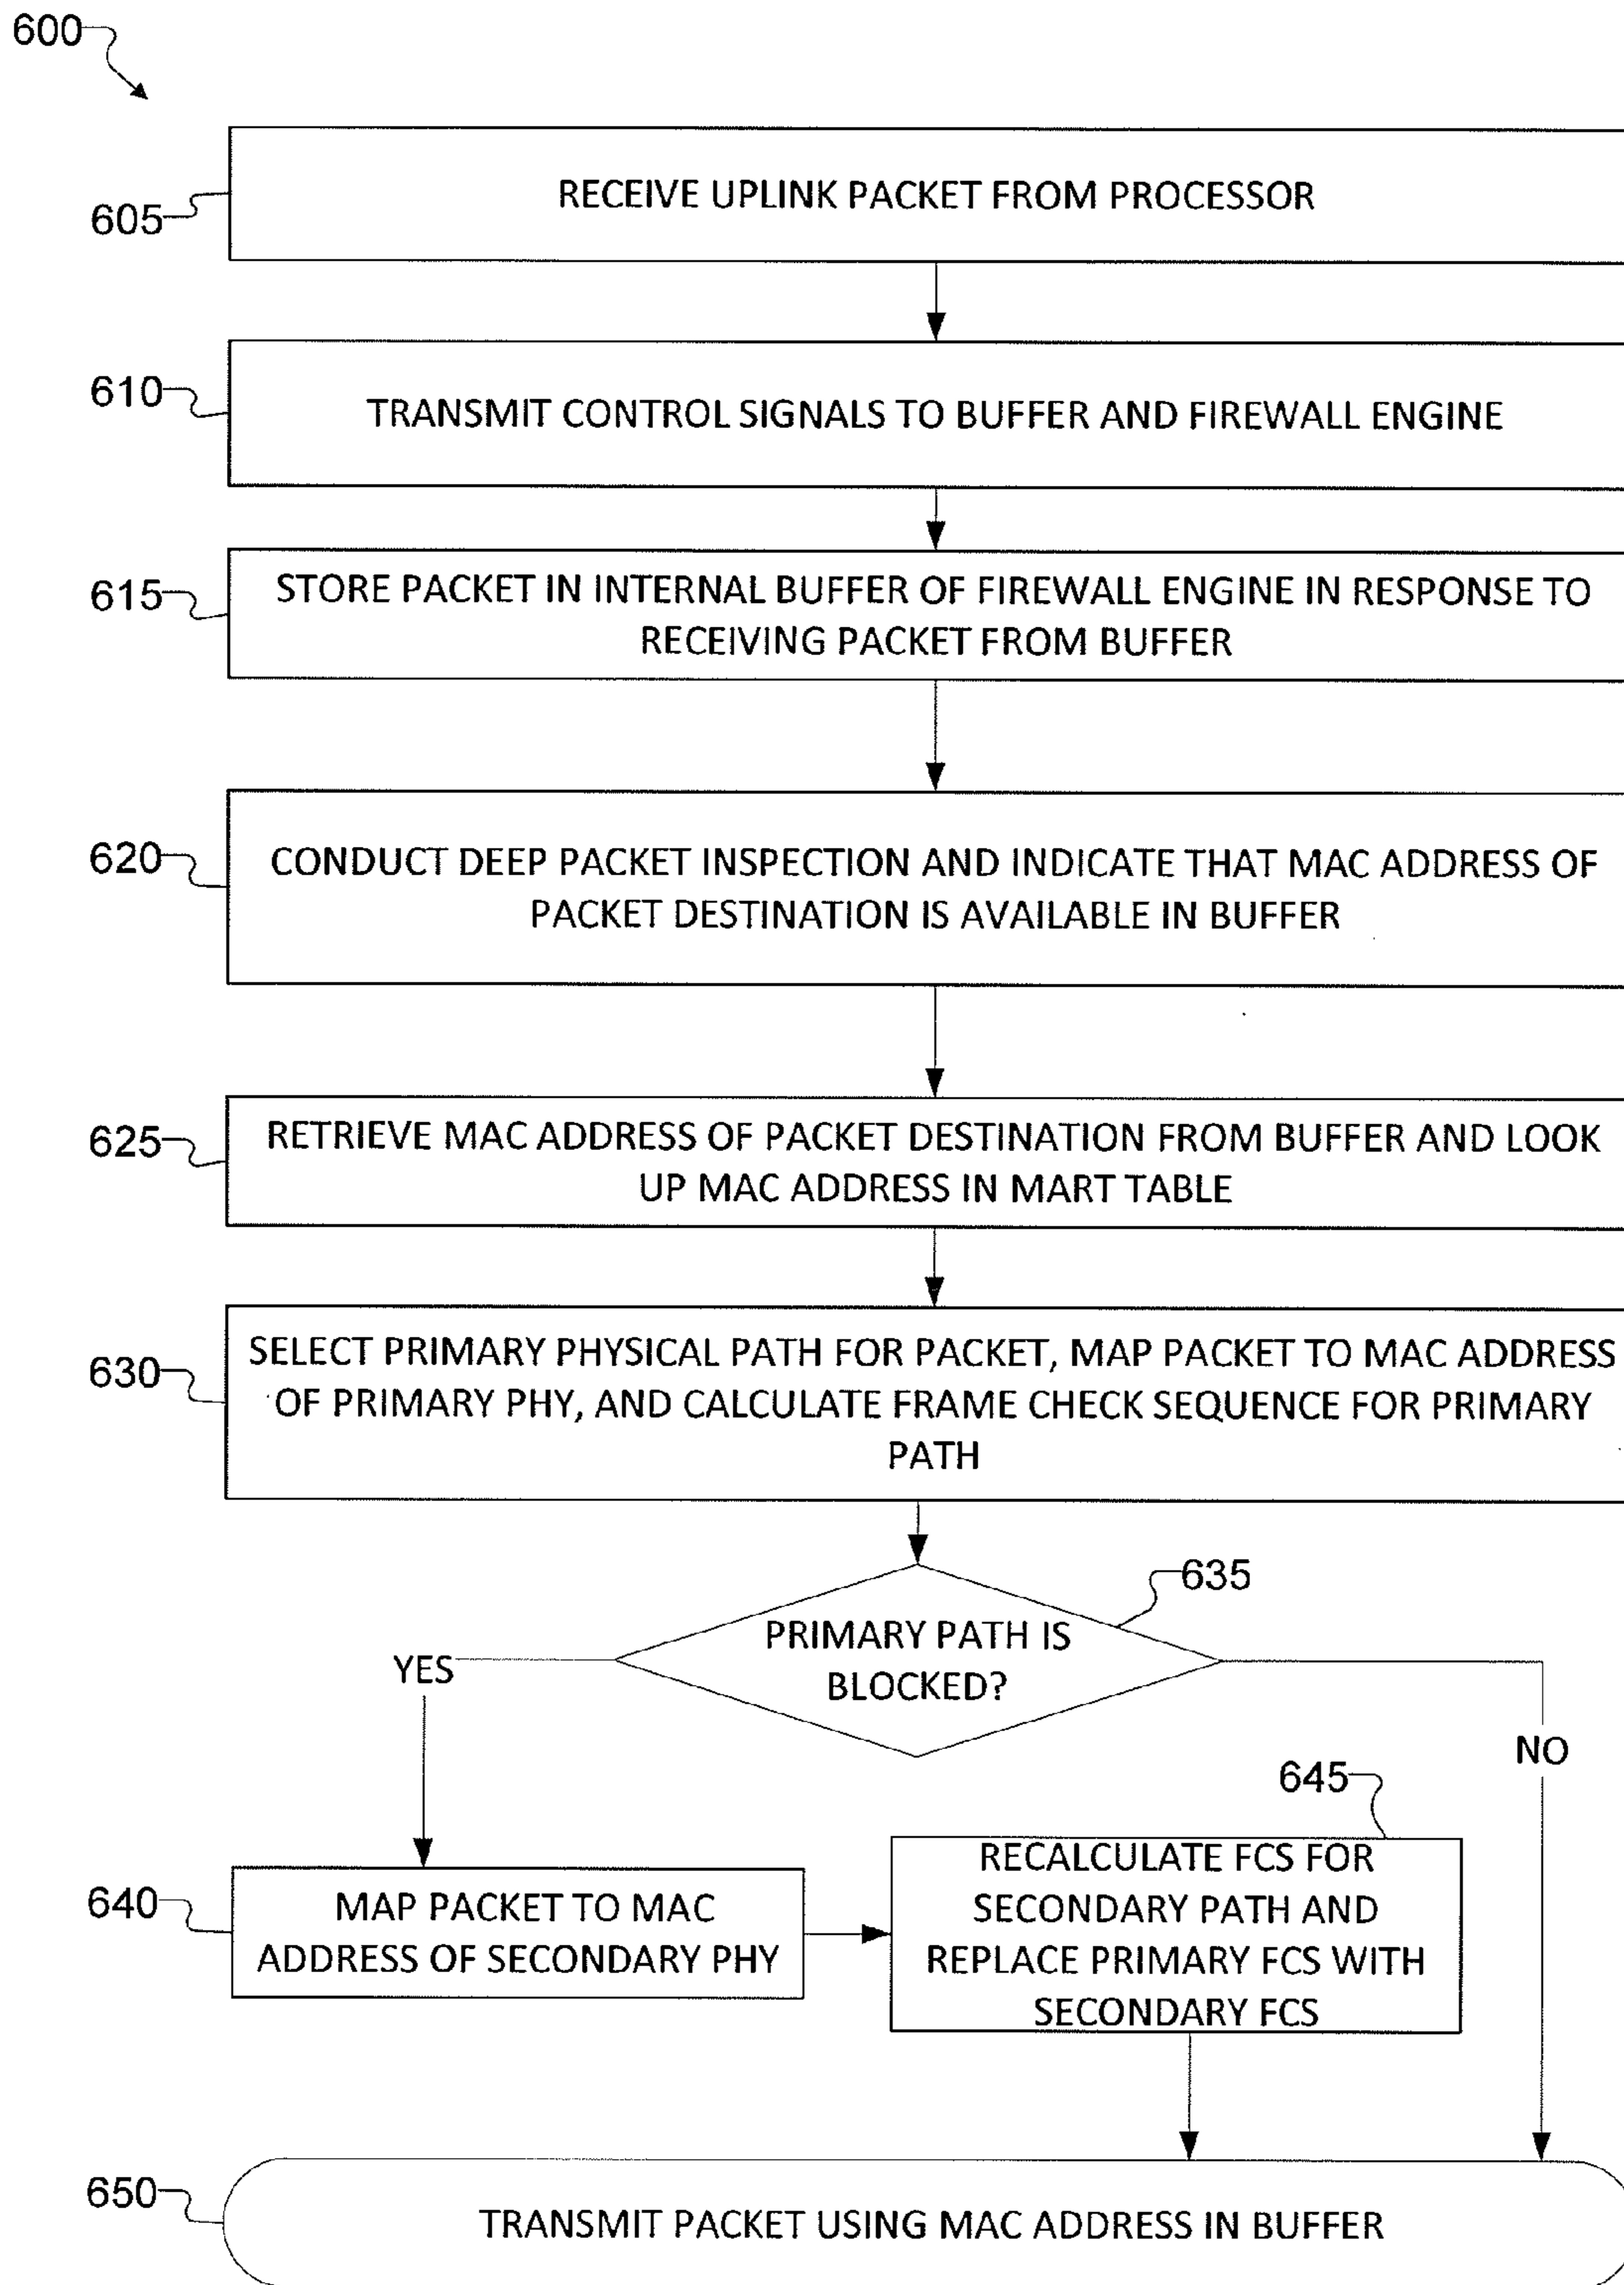 600
RECEIVE UPLINK PACKET FROM PROCESSOR
605
610
TRANSMIT CONTROL SIGNALS TO BUFFER AND FIREWALL ENGINE
615
STORE PACKET IN INTERNAL BUFFER OF FIREWALL ENGINE IN RESPONSE TO
RECEIVING PACKET FROM BUFFER
620
CONDUCT DEEP PACKET INSPECTION AND INDICATE THAT MAC ADDRESS OF
PACKET DESTINATION IS AVAILABLE IN BUFFER
625
RETRIEVE MAC ADDRESS OF PACKET DESTINATION FROM BUFFER AND LOOK
UP MAC ADDRESS IN MART TABLE
630
SELECT PRIMARY PHYSICAL PATH FOR PACKET, MAP PACKET TO MAC ADDRESS
OF PRIMARY PHY, AND CALCULATE FRAME CHECK SEQUENCE FOR PRIMARY
PATH
635
PRIMARY PATH IS
BLOCKED?
YES
NO
640
MAP PACKET TO MAC
ADDRESS OF SECONDARY PHY
645
RECALCULATE FCS FOR
SECONDARY PATH AND
REPLACE PRIMARY FCS WITH
SECONDARY FCS
650
TRANSMIT PACKET USING MAC ADDRESS IN BUFFER